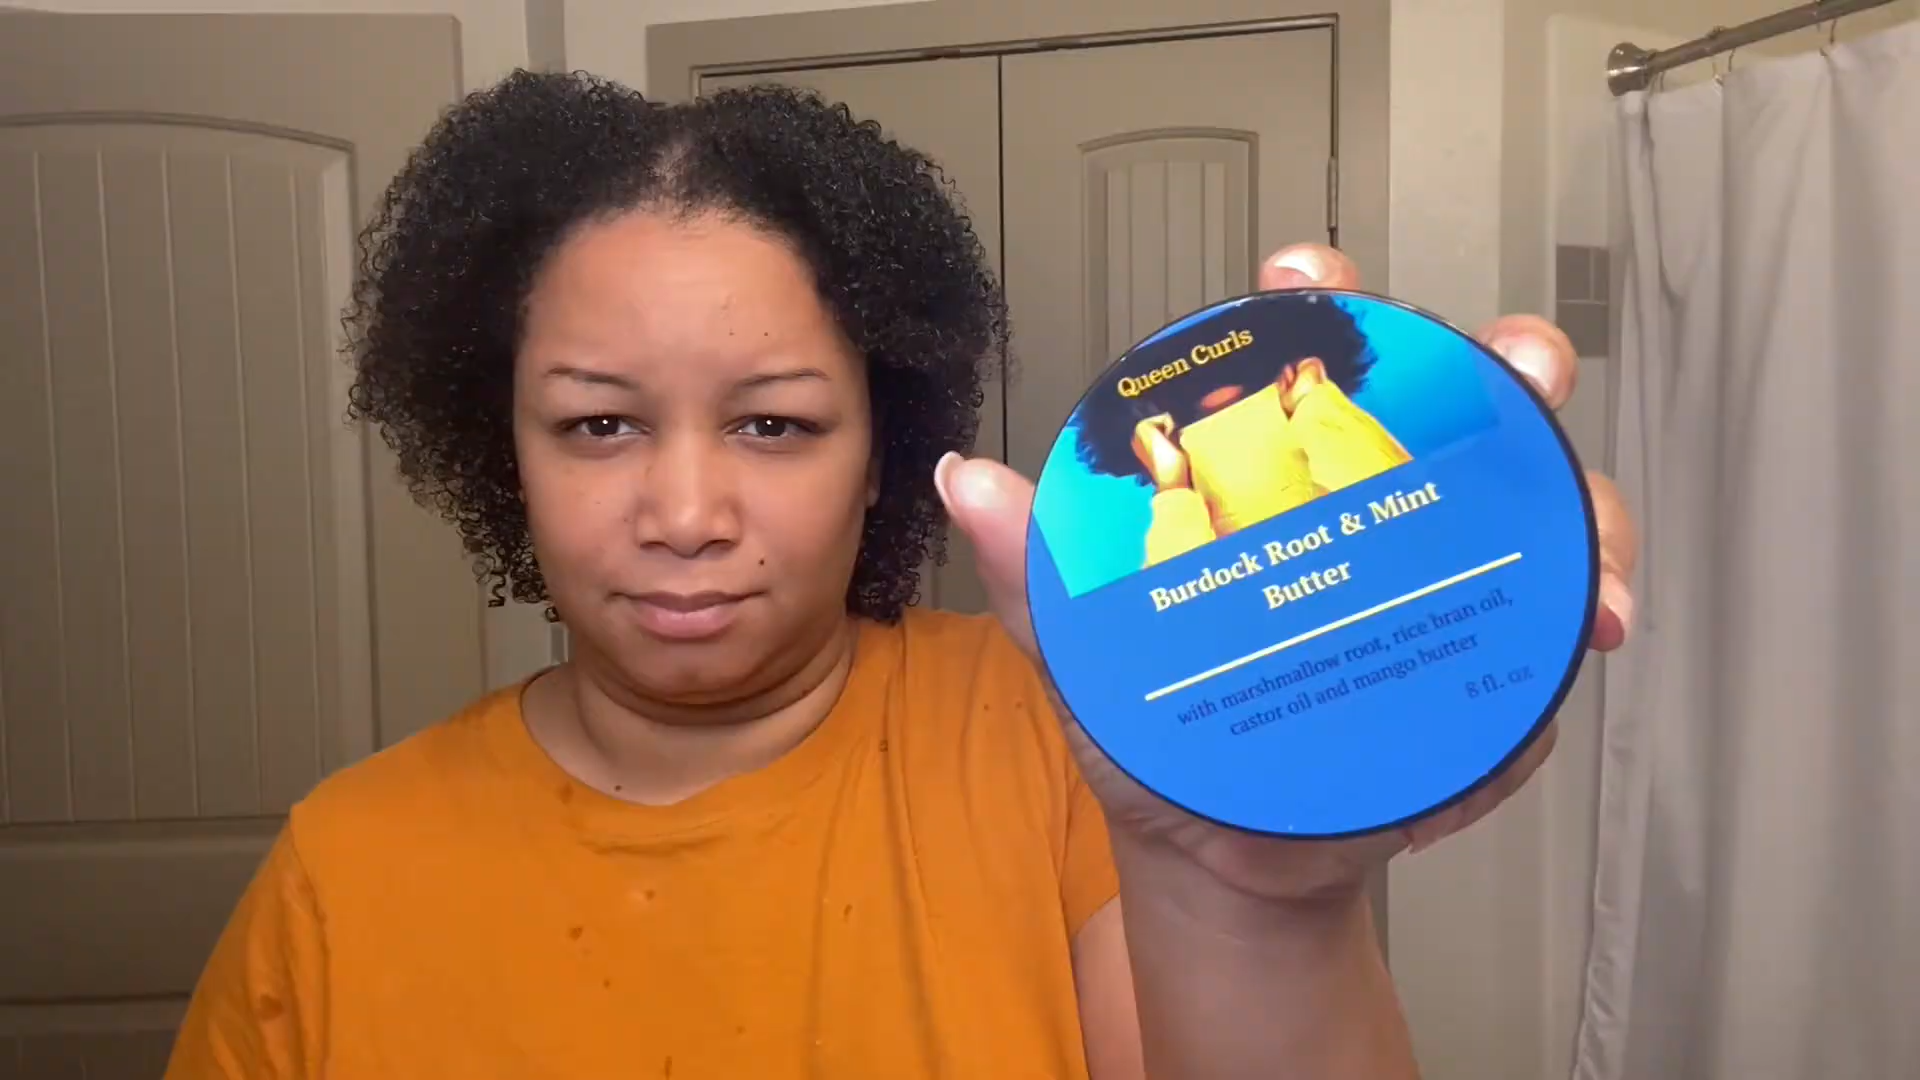 Queen Curls
Burdock Root & Mint
Butter
with marshmallow root, rice bran oil,
castor oil and mango butter
8 fl. oz